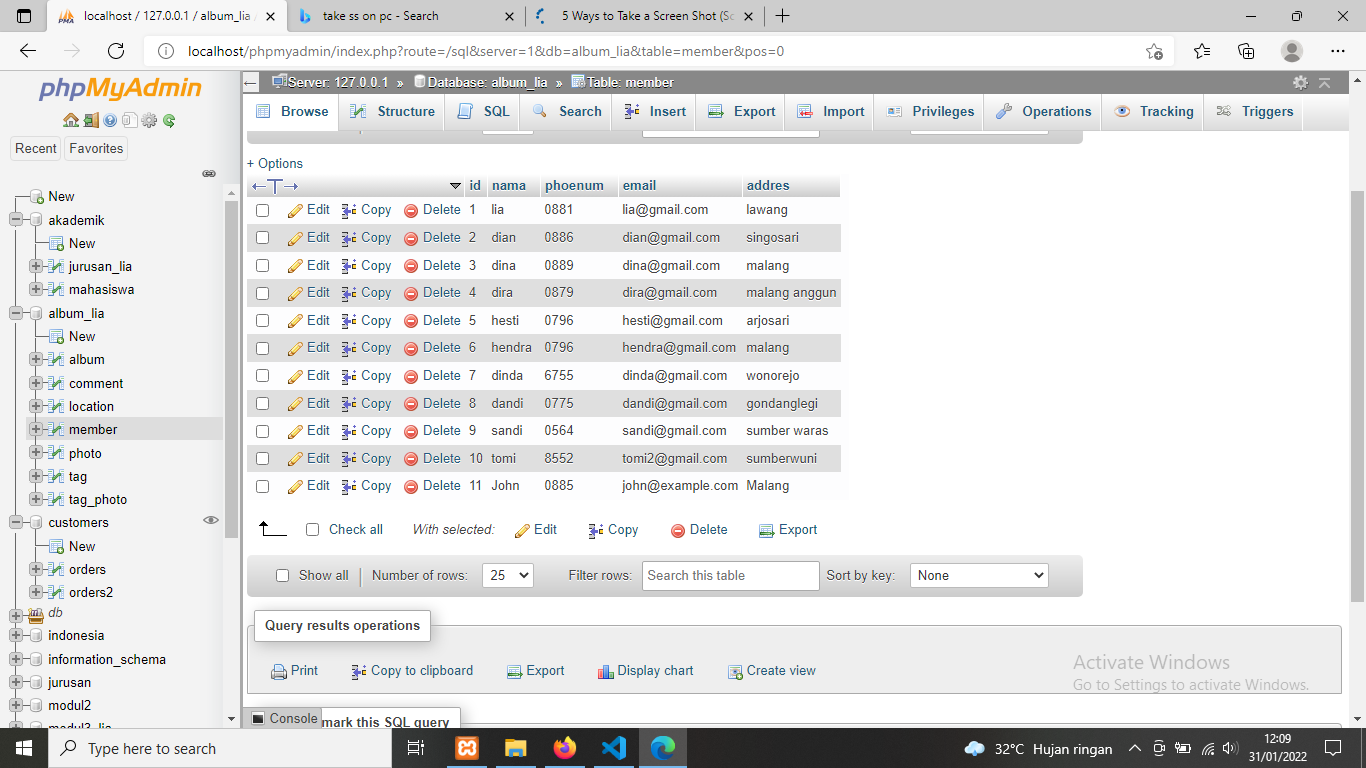 localhost / 127.0.0.1 / album_lia /
take ss on pc - Search
5 Ways to Take a Screen Shot (Sc
localhost/phpmyadmin/index.php?route=/sql&server=1&db=album_lia&table=member&pos=0
phpMyAdmin
Server: 127.0.0.1 » Database: album_lia » Table: member
Browse Structure SQL Search Insert Export Import Privileges Operations Tracking Triggers
Recent Favorites
New
akademik
New
jurusan_lia
mahasiswa
album_lia
New
album
comment
location
member
photo
tag
tag_photo
customers
New
orders
orders2
db
indonesia
information_schema
jurusan
modul2
modul3_lia
+ Options
←T→ id nama phoenum email addres
Edit Copy Delete 1 lia 0881 lia@gmail.com lawang
Edit Copy Delete 2 dian 0886 dian@gmail.com singosari
Edit Copy Delete 3 dina 0889 dina@gmail.com malang
Edit Copy Delete 4 dira 0879 dira@gmail.com malang anggun
Edit Copy Delete 5 hesti 0796 hesti@gmail.com arjosari
Edit Copy Delete 6 hendra 0796 hendra@gmail.com malang
Edit Copy Delete 7 dinda 6755 dinda@gmail.com wonorejo
Edit Copy Delete 8 dandi 0775 dandi@gmail.com gondanglegi
Edit Copy Delete 9 sandi 0564 sandi@gmail.com sumber waras
Edit Copy Delete 10 tomi 8552 tomi2@gmail.com sumberwuni
Edit Copy Delete 11 John 0885 john@example.com Malang
Check all With selected: Edit Copy Delete Export
Show all Number of rows: 25 Filter rows: Search this table Sort by key: None
Query results operations
Print Copy to clipboard Export Display chart Create view
Activate Windows
Go to Settings to activate Windows.
Console
mark this SQL query
Type here to search
32°C Hujan ringan
12:09
31/01/2022